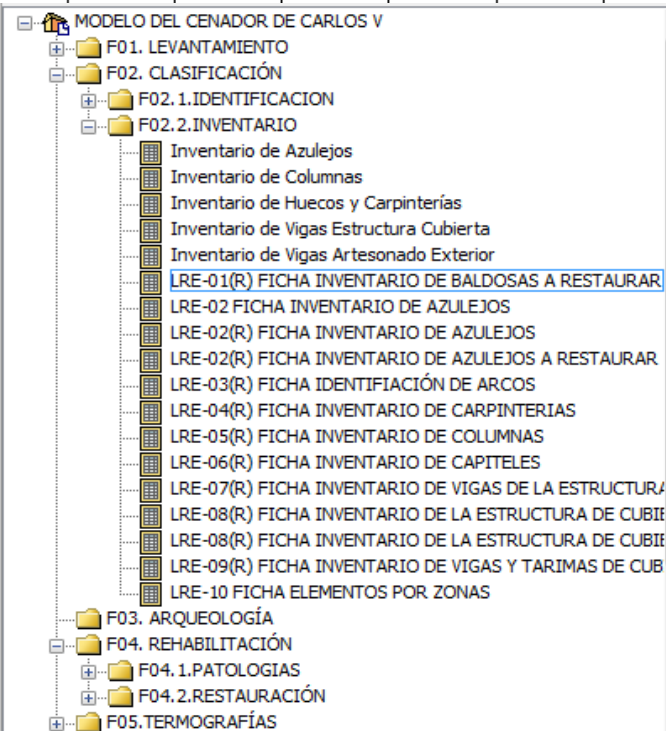 MODELO DEL CENADOR DE CARLOS V
F01. LEVANTAMIENTO
F02. CLASIFICACIÓN
F02.1.IDENTIFICACION
F02.2.INVENTARIO
Inventario de Azulejos
Inventario de Columnas
Inventario de Huecos y Carpinterías
Inventario de Vigas Estructura Cubierta
Inventario de Vigas Artesonado Exterior
LRE-01(R) FICHA INVENTARIO DE BALDOSAS A RESTAURAR
LRE-02 FICHA INVENTARIO DE AZULEJOS
LRE-02(R) FICHA INVENTARIO DE AZULEJOS
LRE-02(R) FICHA INVENTARIO DE AZULEJOS A RESTAURAR
LRE-03(R) FICHA IDENTIFIACIÓN DE ARCOS
LRE-04(R) FICHA INVENTARIO DE CARPINTERIAS
LRE-05(R) FICHA INVENTARIO DE COLUMNAS
LRE-06(R) FICHA INVENTARIO DE CAPITELES
LRE-07(R) FICHA INVENTARIO DE VIGAS DE LA ESTRUCTURA
LRE-08(R) FICHA INVENTARIO DE LA ESTRUCTURA DE CUBIE
LRE-08(R) FICHA INVENTARIO DE LA ESTRUCTURA DE CUBIE
LRE-09(R) FICHA INVENTARIO DE VIGAS Y TARIMAS DE CUB
LRE-10 FICHA ELEMENTOS POR ZONAS
F03. ARQUEOLOGÍA
F04. REHABILITACIÓN
F04.1.PATOLOGIAS
F04.2.RESTAURACIÓN
F05.TERMOGRAFÍAS